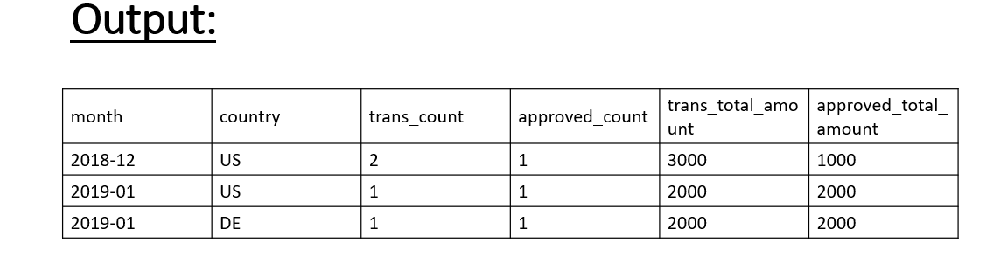 Output:
month country trans_count approved_count trans_total_amo approved_total_
unt amount
2018-12 US 2 1 3000 1000
2019-01 US 1 1 2000 2000
2019-01 DE 1 1 2000 2000